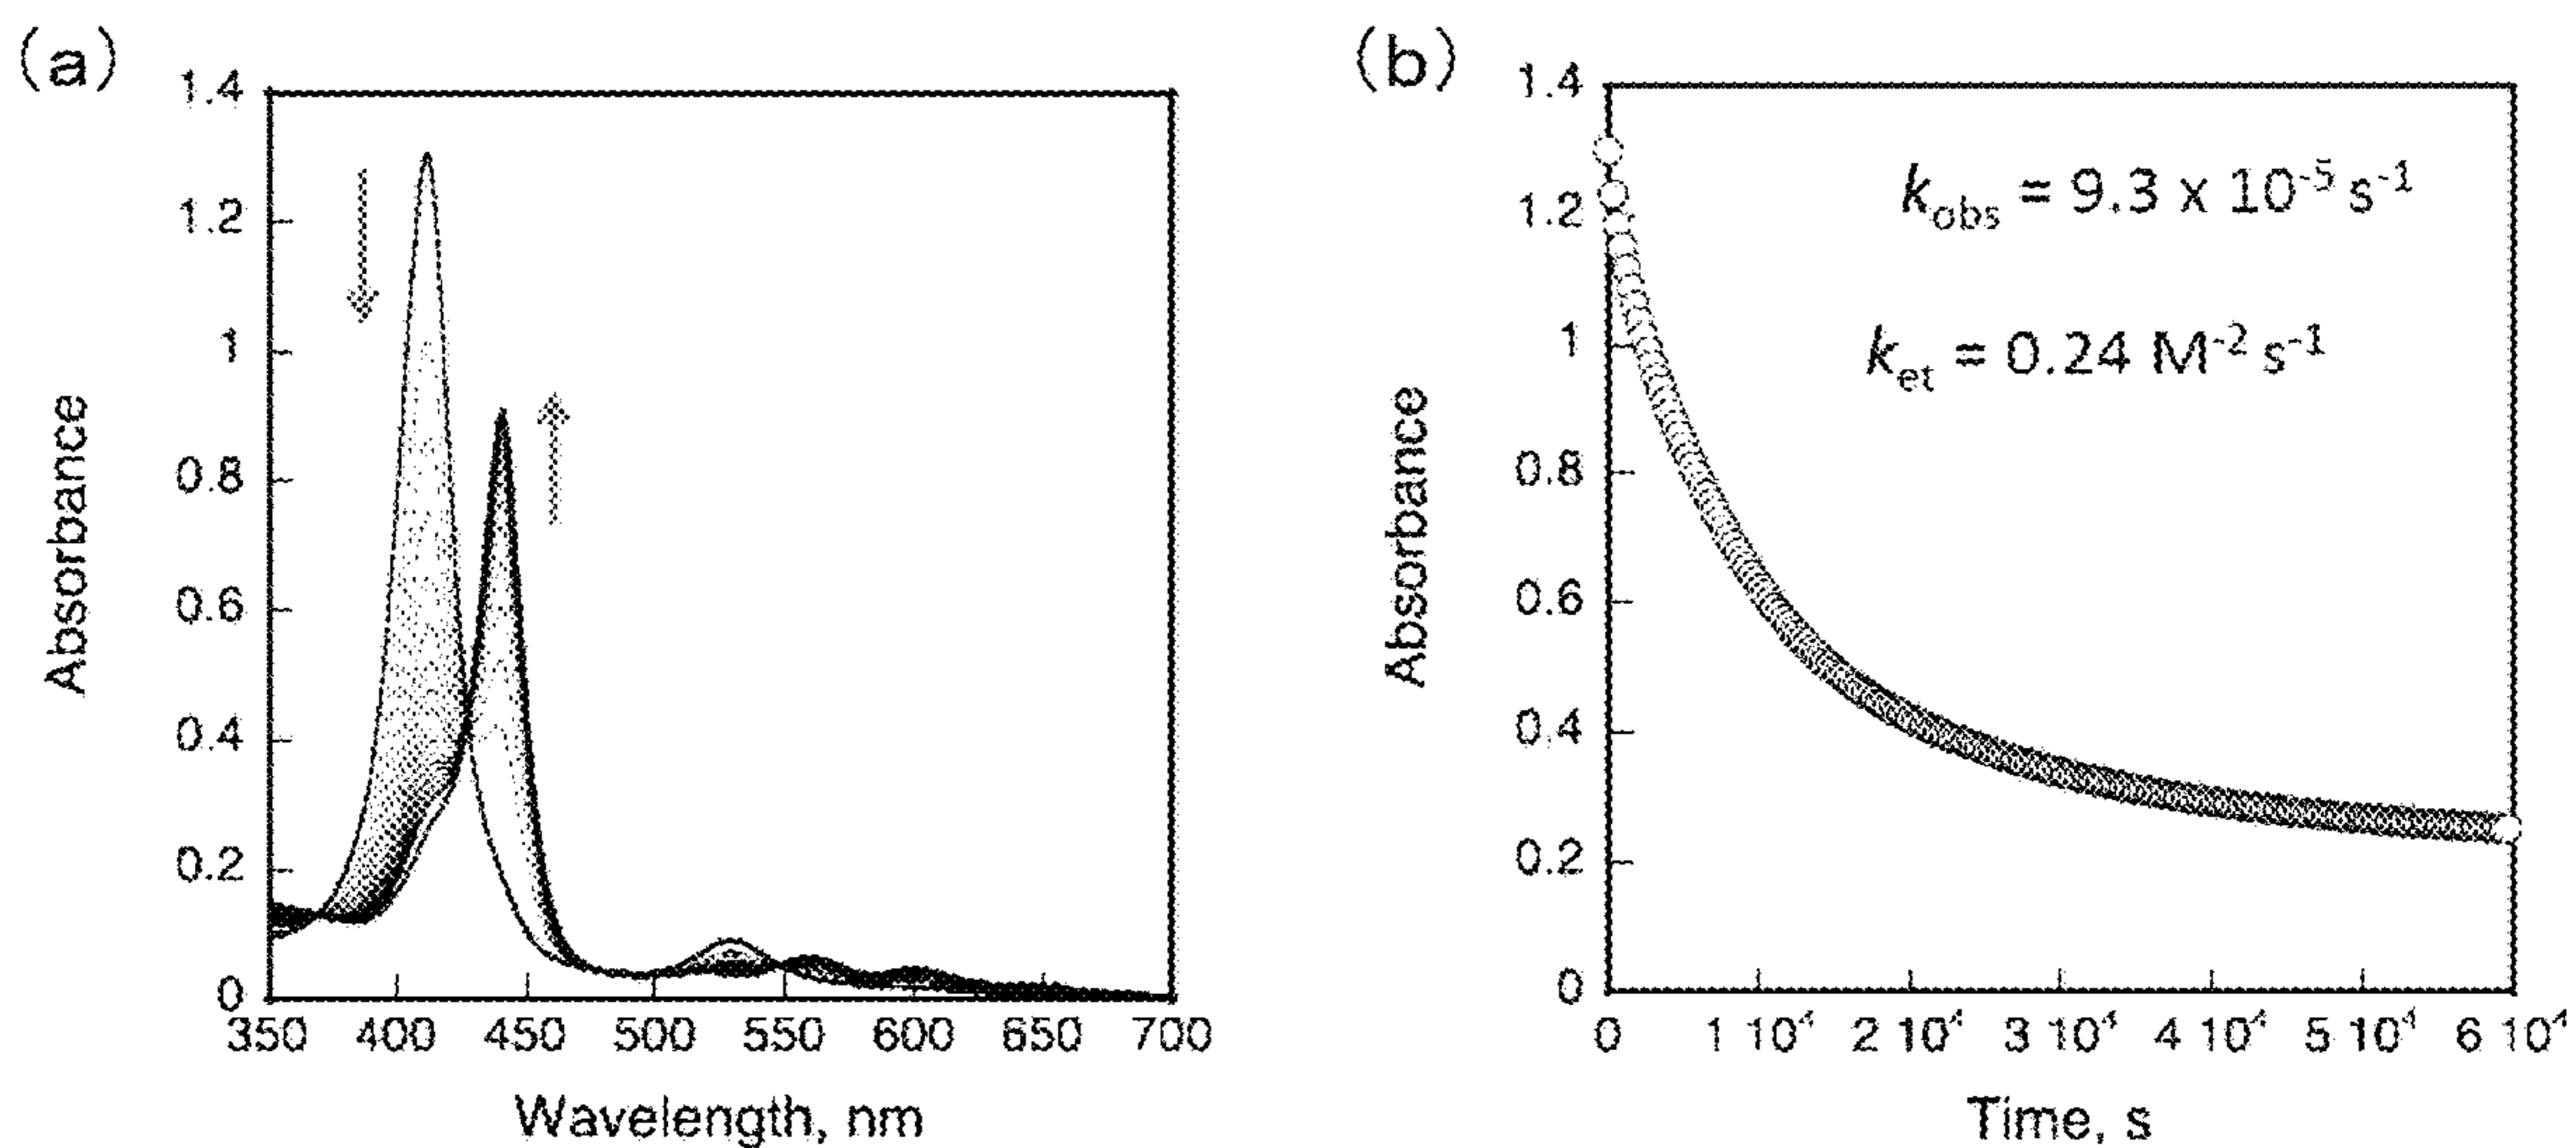 (a)
1.4
1.2
1
0.8
0.6
0.4
0.2
0
Absorbance
350 400 450 500 550 600 650 700
Wavelength, nm
(b)
1.4
1.2
1
0.8
0.6
0.4
0.2
0
Absorbance
k_obs = 9.3 x 10⁻⁵ s⁻¹
k_et = 0.24 M⁻² s⁻¹
0 1 10⁴ 2 10⁴ 3 10⁴ 4 10⁴ 5 10⁴ 6 10⁴
Time, s